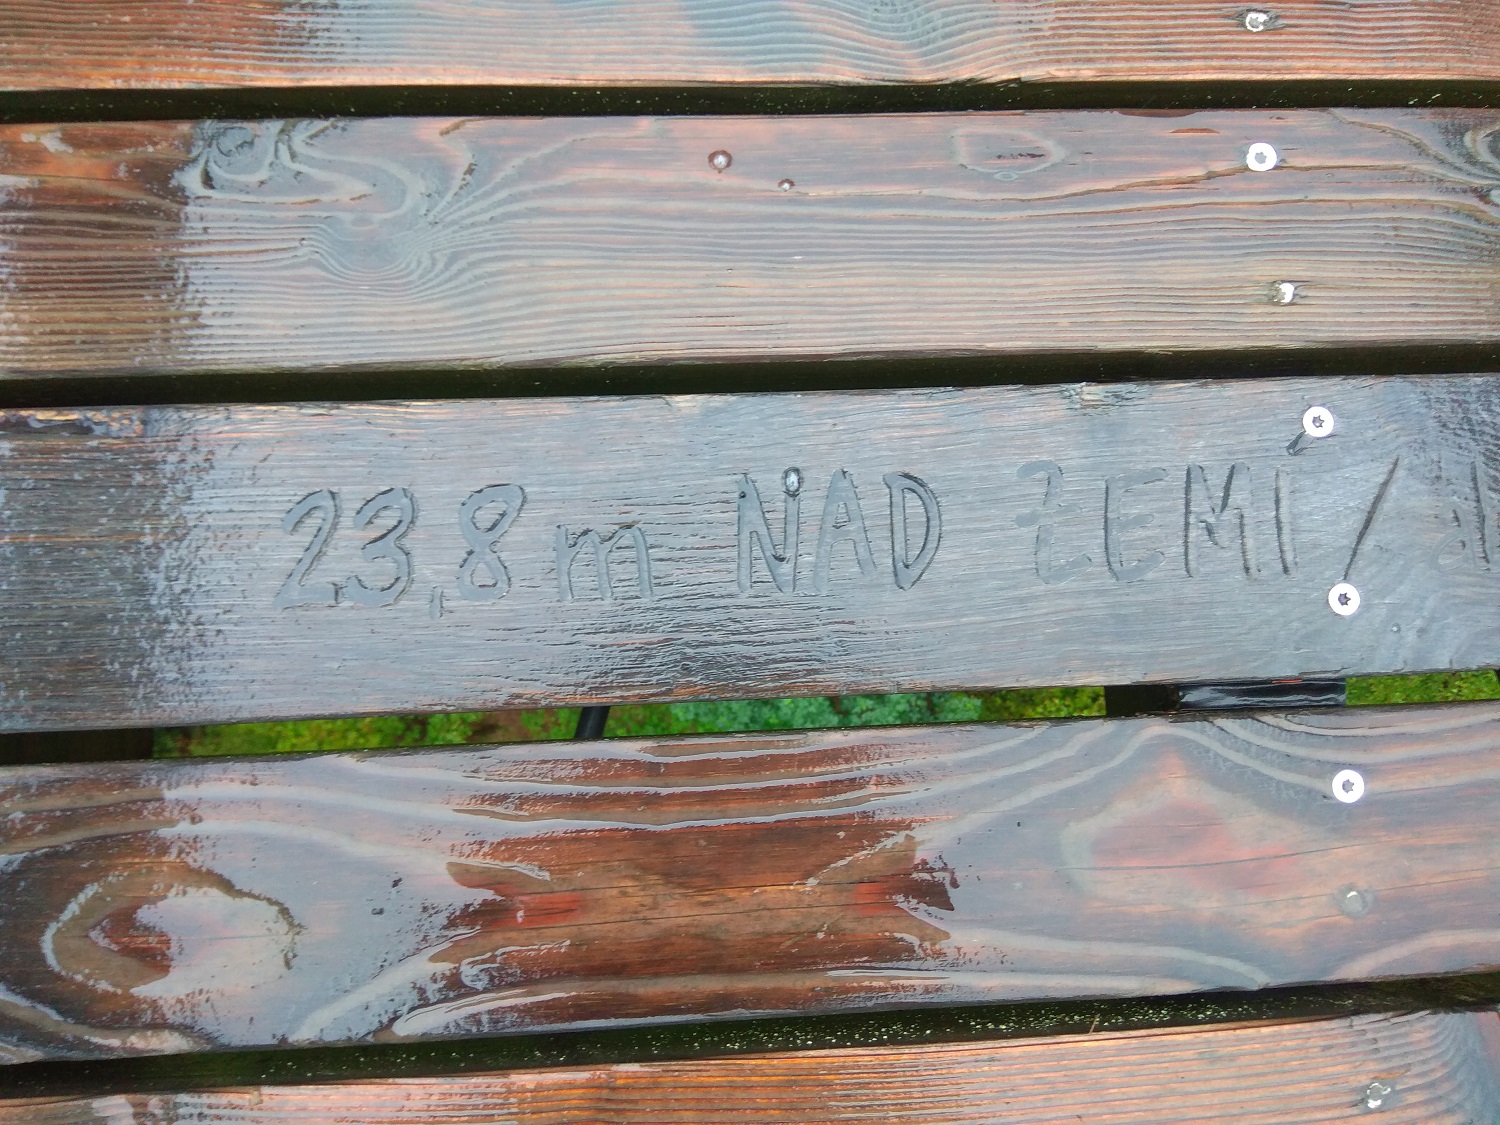 23,8 m NAD ZEMÍ /